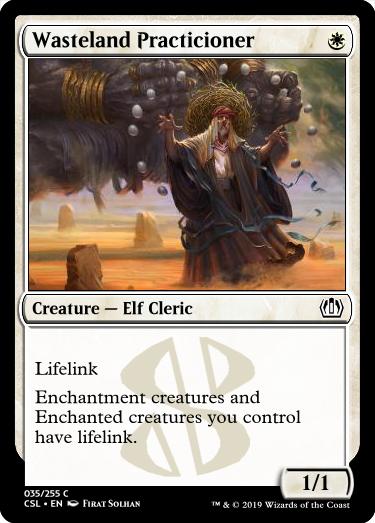 Wasteland Practicioner
Creature — Elf Cleric
Lifelink
Enchantment creatures and
Enchanted creatures you control
have lifelink.
1/1
035/255 C
CSL • EN Firat Solhan
™ & © 2019 Wizards of the Coast